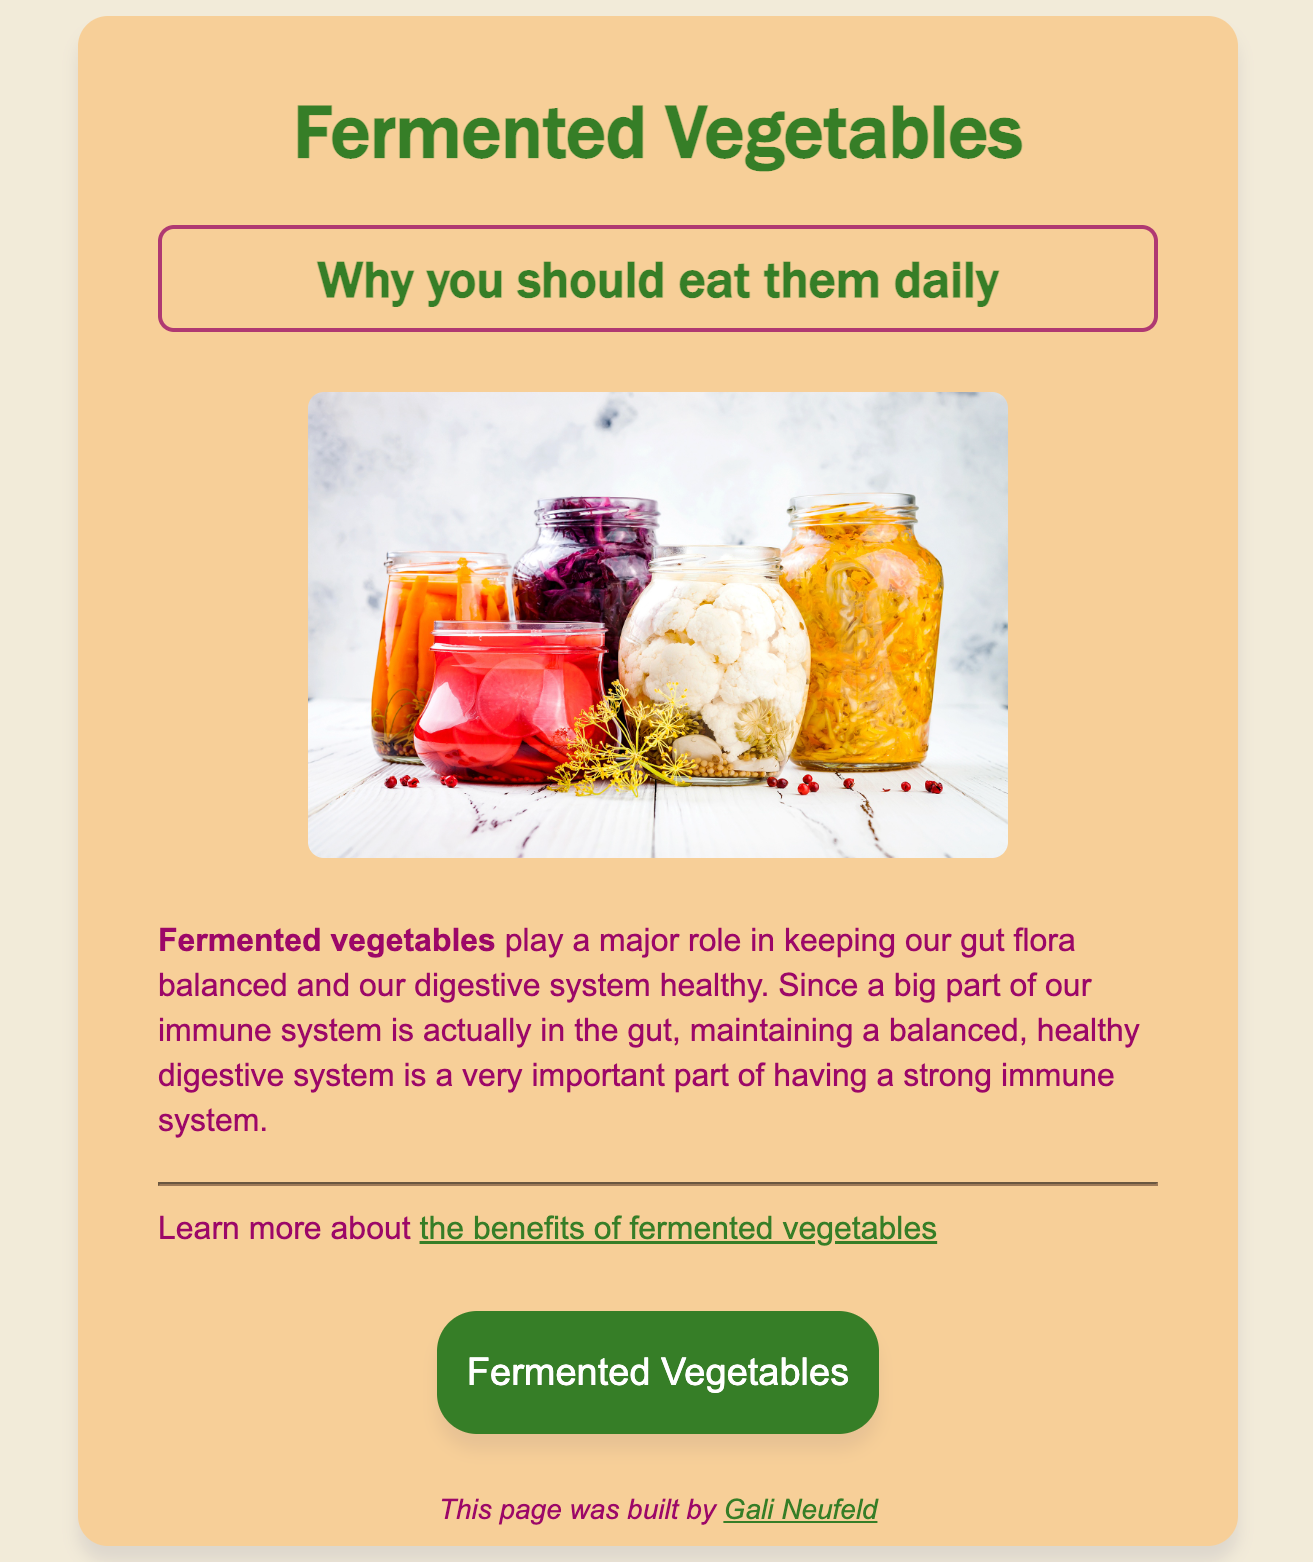 Fermented Vegetables
Why you should eat them daily
Fermented vegetables play a major role in keeping our gut flora
balanced and our digestive system healthy. Since a big part of our
immune system is actually in the gut, maintaining a balanced, healthy
digestive system is a very important part of having a strong immune
system.
Learn more about the benefits of fermented vegetables
Fermented Vegetables
This page was built by Gali Neufeld